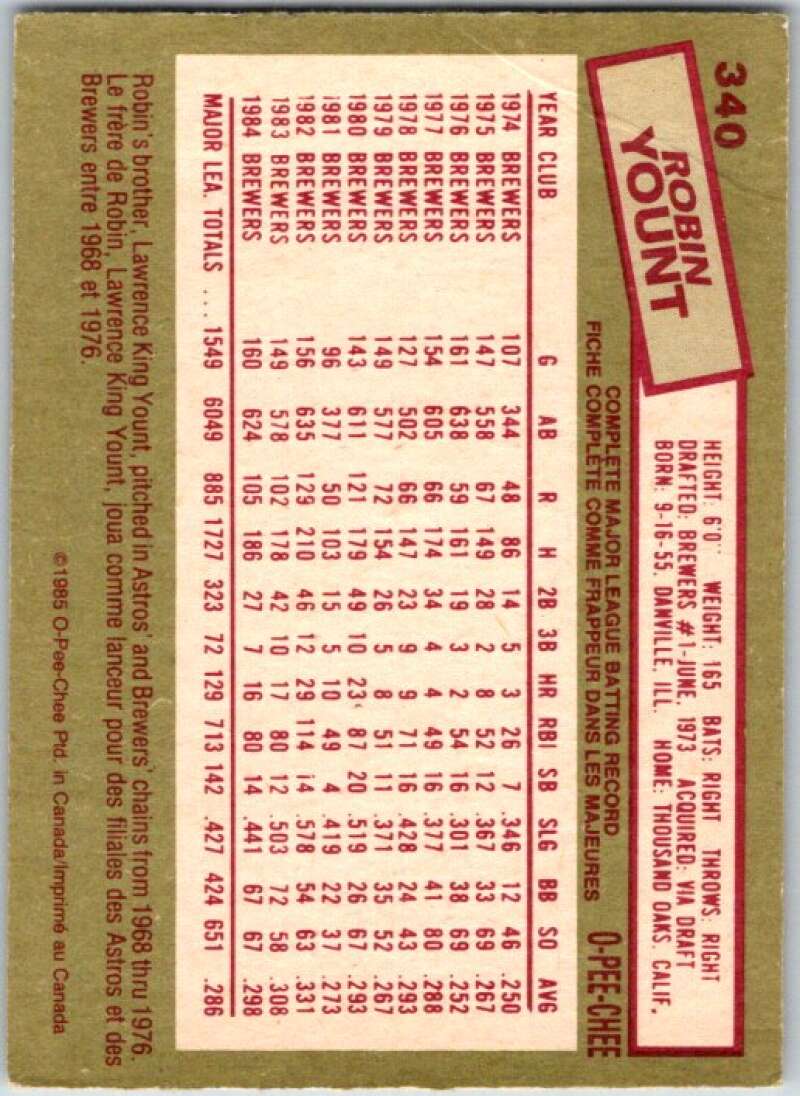 340
ROBIN
YOUNT
HEIGHT: 6'0" WEIGHT: 165 BATS: RIGHT THROWS: RIGHT
DRAFTED: BREWERS #1-JUNE, 1973 ACQUIRED: VIA DRAFT
BORN: 9-16-55, DANVILLE, ILL. HOME: THOUSAND OAKS, CALIF.
COMPLETE MAJOR LEAGUE BATTING RECORD
FICHE COMPLÈTE COMME FRAPPEUR DANS LES MAJEURES
O-PEE-CHEE
YEAR CLUB G AB R H 2B 3B HR RBI SB SLG BB SO AVG
1974 BREWERS 107 344 48 86 14 5 3 26 7 .346 12 46 .250
1975 BREWERS 147 558 67 149 28 2 8 52 12 .367 33 69 .267
1976 BREWERS 161 638 59 161 19 3 2 54 16 .301 38 69 .252
1977 BREWERS 154 605 66 174 34 4 4 49 16 .377 41 80 .288
1978 BREWERS 127 502 66 147 23 9 9 71 16 .428 24 43 .293
1979 BREWERS 149 577 72 154 26 5 8 51 11 .371 35 52 .267
1980 BREWERS 143 611 121 179 49 10 23 87 20 .519 26 67 .293
1981 BREWERS 96 377 50 103 15 5 10 49 4 .419 22 37 .273
1982 BREWERS 156 635 129 210 46 12 29 114 14 .578 54 63 .331
1983 BREWERS 149 578 102 178 42 10 17 80 12 .503 72 58 .308
1984 BREWERS 160 624 105 186 27 7 16 80 14 .441 67 67 .298
MAJOR LEA. TOTALS ... 1549 6049 885 1727 323 72 129 713 142 .427 424 651 .286
Robin's brother, Lawrence King Yount, pitched in Astros' and Brewers' chains from 1968 thru 1976.
Le frère de Robin, Lawrence King Yount, joua comme lanceur pour des filiales des Astros et des
Brewers entre 1968 et 1976.
©1985 O-Pee-Chee Ptd. in Canada/Imprimé au Canada